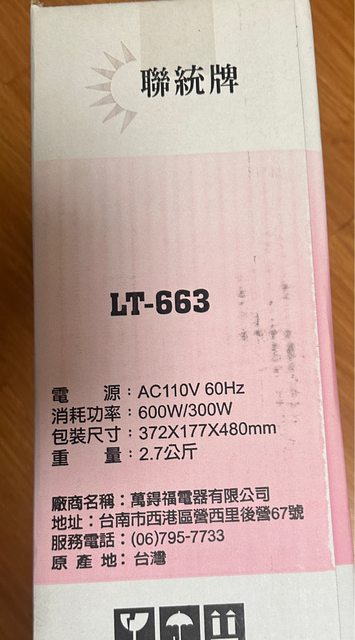 聯統牌
LT-663
電 源：AC110V 60Hz
消耗功率：600W/300W
包裝尺寸：372X177X480mm
重 量：2.7公斤
廠商名稱：萬鍀福電器有限公司
地址：台南市西港區營西里後營67號
服務電話：(06)795-7733
原 產 地：台灣